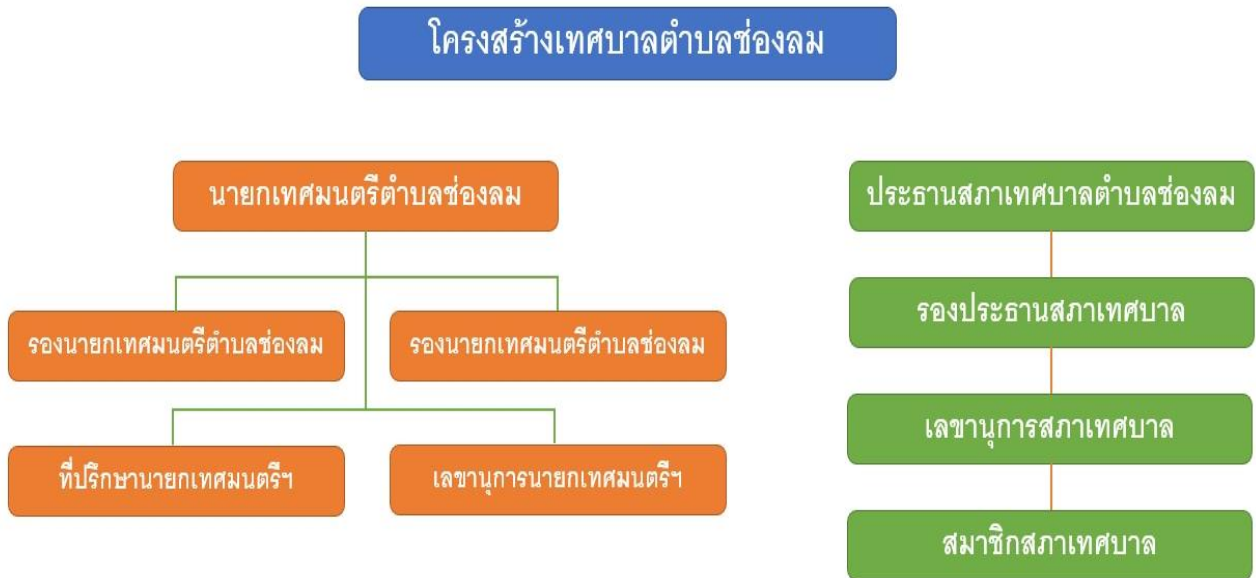 โครงสร้างเทศบาลตำบลช่องลม
นายกเทศมนตรีตำบลช่องลม
รองนายกเทศมนตรีตำบลช่องลม
รองนายกเทศมนตรีตำบลช่องลม
ที่ปรึกษานายกเทศมนตรีฯ
เลขานุการนายกเทศมนตรีฯ
ประธานสภาเทศบาลตำบลช่องลม
รองประธานสภาเทศบาล
เลขานุการสภาเทศบาล
สมาชิกสภาเทศบาล